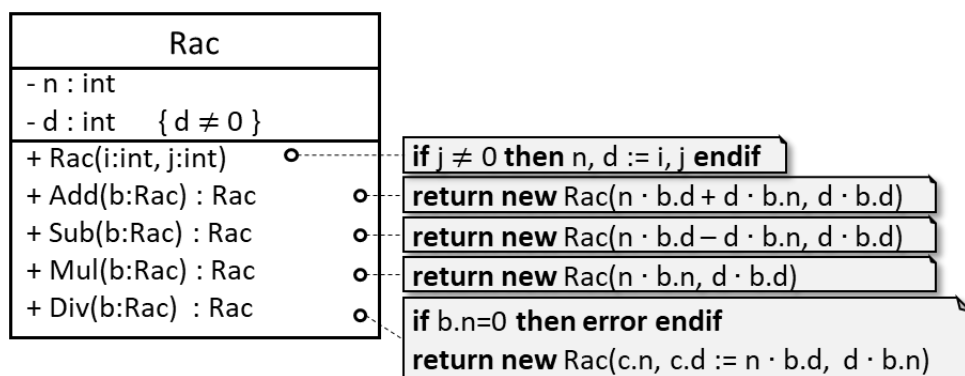 Rac
- n : int
- d : int { d ≠ 0 }
+ Rac(i:int, j:int)
if j ≠ 0 then n, d := i, j endif
+ Add(b:Rac) : Rac
return new Rac(n · b.d + d · b.n, d · b.d)
+ Sub(b:Rac) : Rac
return new Rac(n · b.d – d · b.n, d · b.d)
+ Mul(b:Rac) : Rac
return new Rac(n · b.n, d · b.d)
+ Div(b:Rac) : Rac
if b.n=0 then error endif
return new Rac(c.n, c.d := n · b.d, d · b.n)